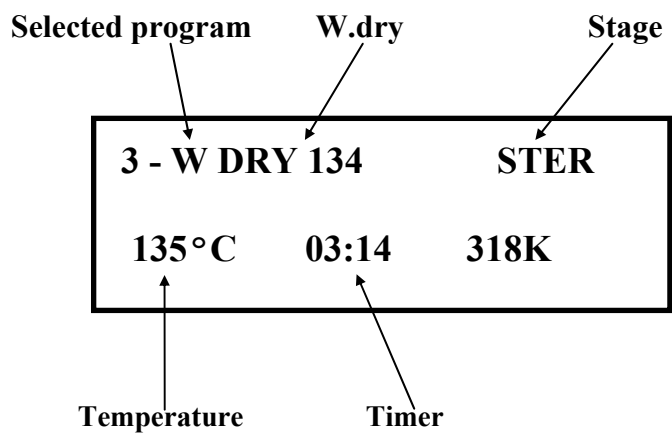 Selected program W.dry Stage
3 - W DRY 134 STER
135°C 03:14 318K
Temperature Timer